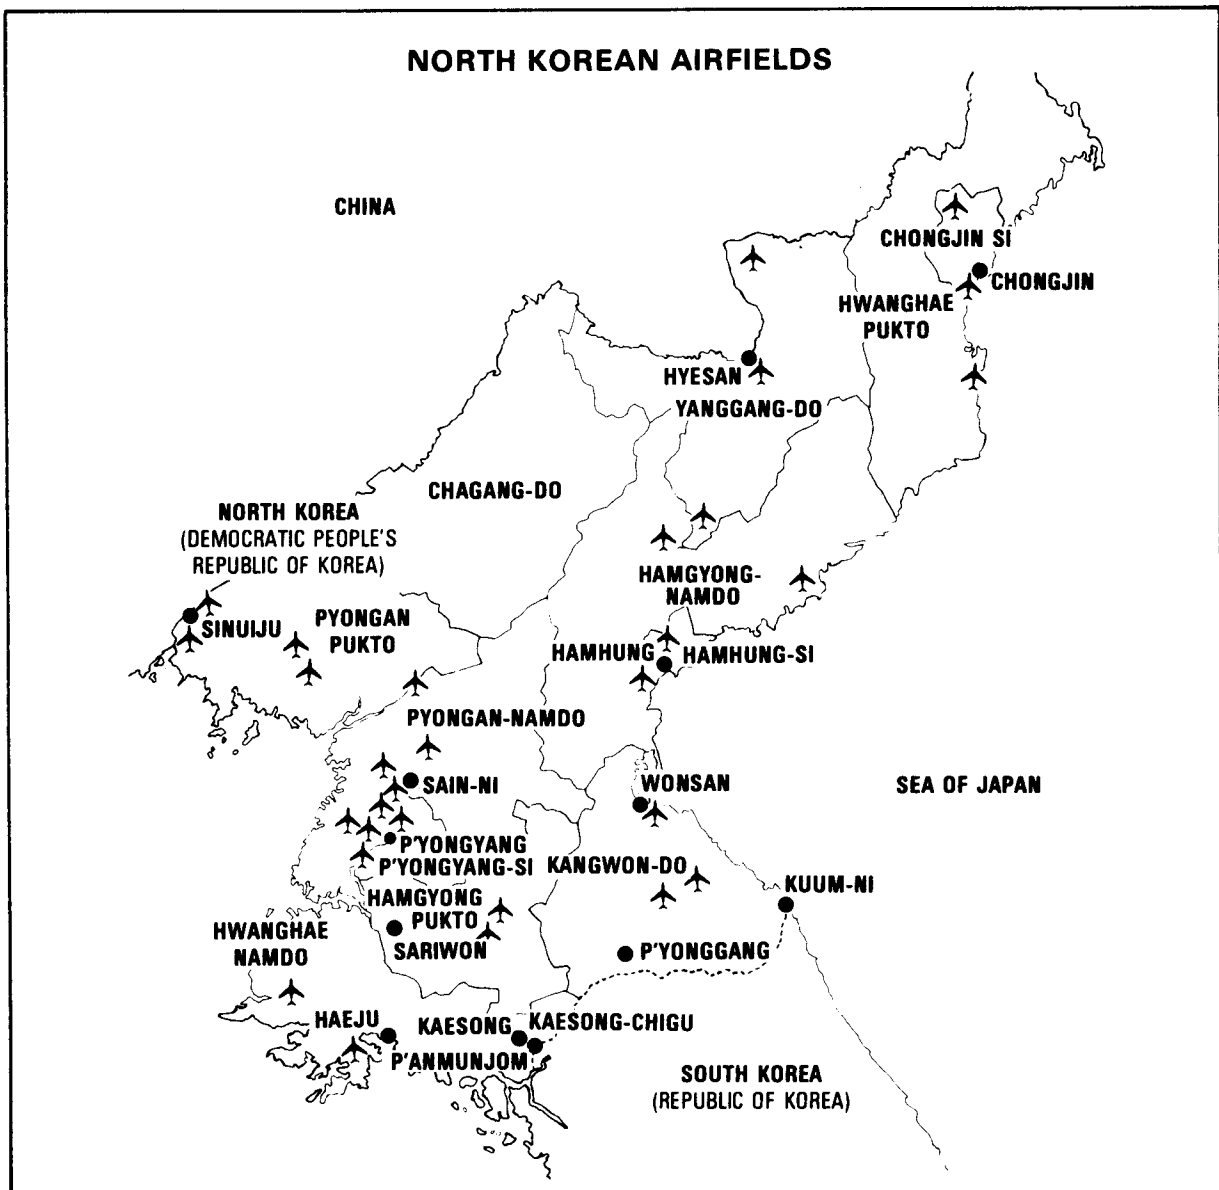 NORTH KOREAN AIRFIELDS
CHINA
CHONGJIN SI
CHONGJIN
HWANGHAE
PUKTO
HYESAN
YANGGANG-DO
CHAGANG-DO
NORTH KOREA
(DEMOCRATIC PEOPLE'S
REPUBLIC OF KOREA)
HAMGYONG-
NAMDO
SINUIJU
PYONGAN
PUKTO
HAMHUNG
HAMHUNG-SI
PYONGAN-NAMDO
SAIN-NI
WONSAN
SEA OF JAPAN
P'YONGYANG
P'YONGYANG-SI
KANGWON-DO
KUUM-NI
HAMGYONG
PUKTO
HWANGHAE
NAMDO
SARIWON
P'YONGGANG
HAEJU
KAESONG
KAESONG-CHIGU
P'ANMUNJOM
SOUTH KOREA
(REPUBLIC OF KOREA)